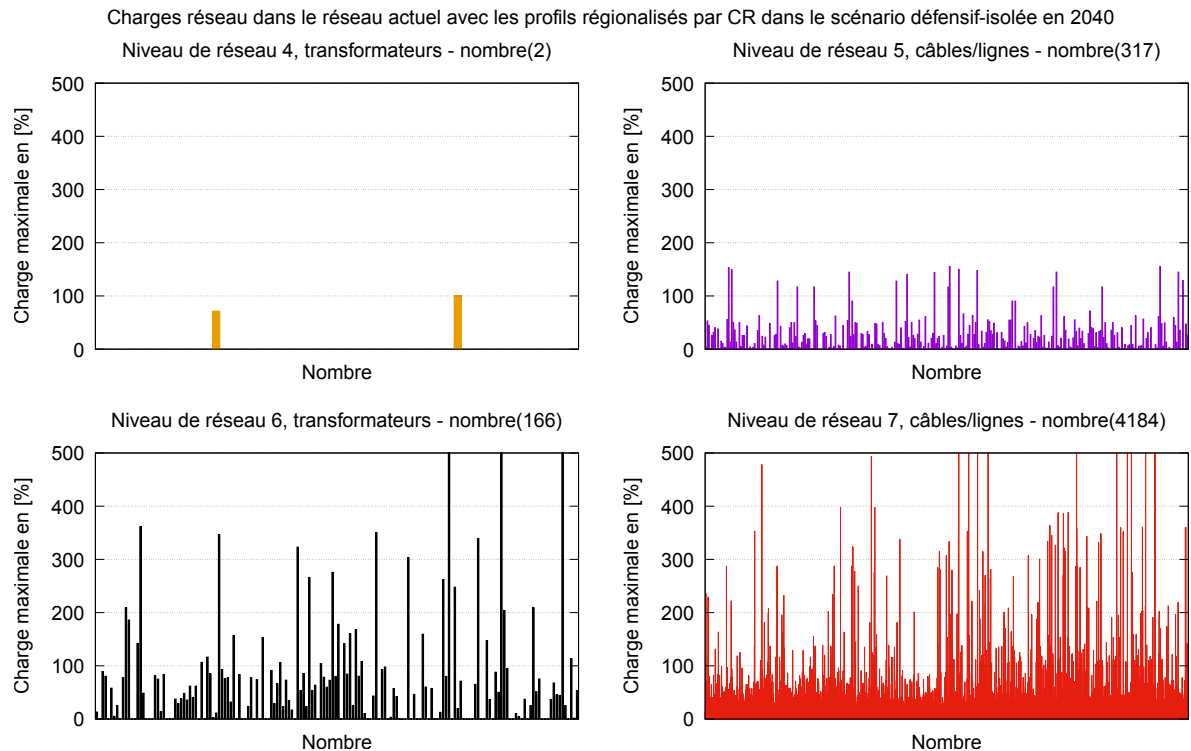 Charges réseau dans le réseau actuel avec les profils régionalisés par CR dans le scénario défensif-isolée en 2040
Niveau de réseau 4, transformateurs - nombre(2)
Charge maximale en [%]
500
400
300
200
100
0
Nombre
Niveau de réseau 5, câbles/lignes - nombre(317)
Charge maximale en [%]
500
400
300
200
100
0
Nombre
Niveau de réseau 6, transformateurs - nombre(166)
Charge maximale en [%]
500
400
300
200
100
0
Nombre
Niveau de réseau 7, câbles/lignes - nombre(4184)
Charge maximale en [%]
500
400
300
200
100
0
Nombre